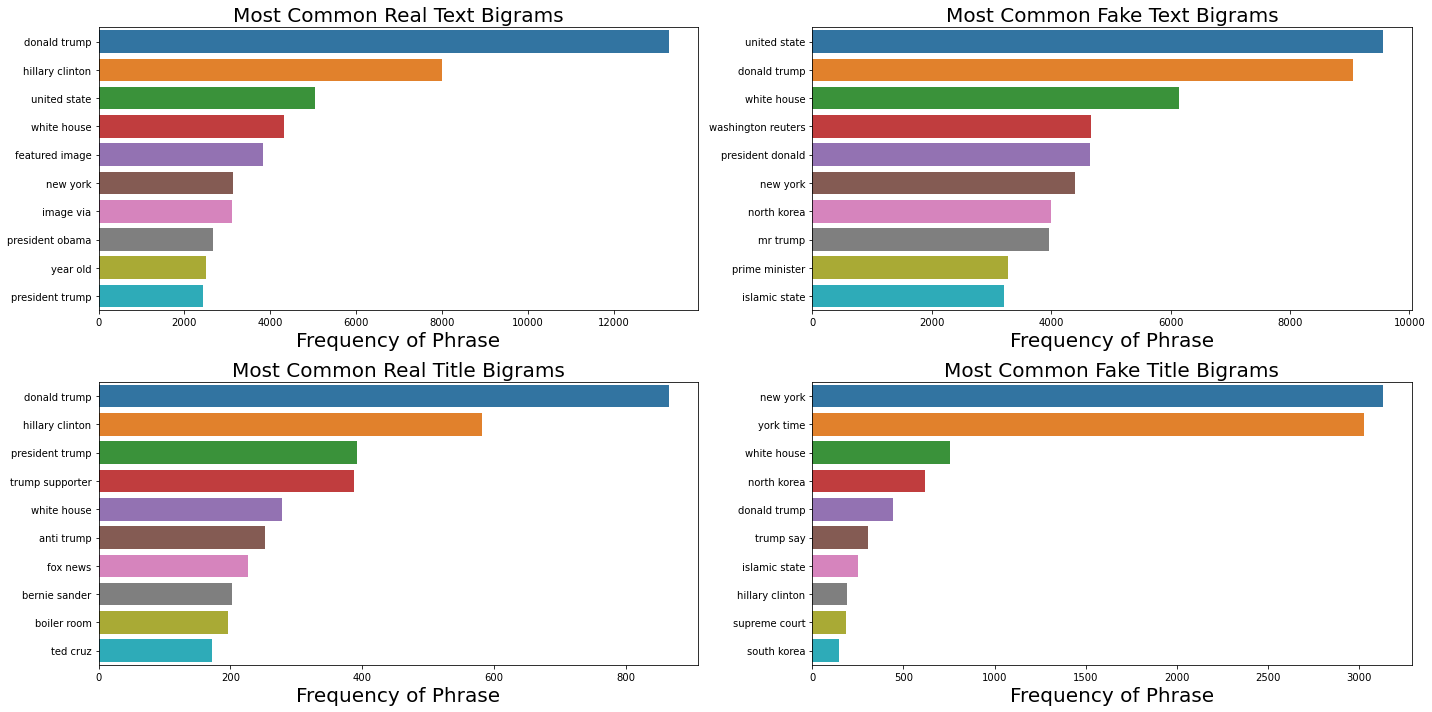 Most Common Real Text Bigrams
donald trump
hillary clinton
united state
white house
featured image
new york
image via
president obama
year old
president trump
0 2000 4000 6000 8000 10000 12000
Frequency of Phrase
Most Common Fake Text Bigrams
united state
donald trump
white house
washington reuters
president donald
new york
north korea
mr trump
prime minister
islamic state
0 2000 4000 6000 8000 10000
Frequency of Phrase
Most Common Real Title Bigrams
donald trump
hillary clinton
president trump
trump supporter
white house
anti trump
fox news
bernie sander
boiler room
ted cruz
0 200 400 600 800
Frequency of Phrase
Most Common Fake Title Bigrams
new york
york time
white house
north korea
donald trump
trump say
islamic state
hillary clinton
supreme court
south korea
0 500 1000 1500 2000 2500 3000
Frequency of Phrase